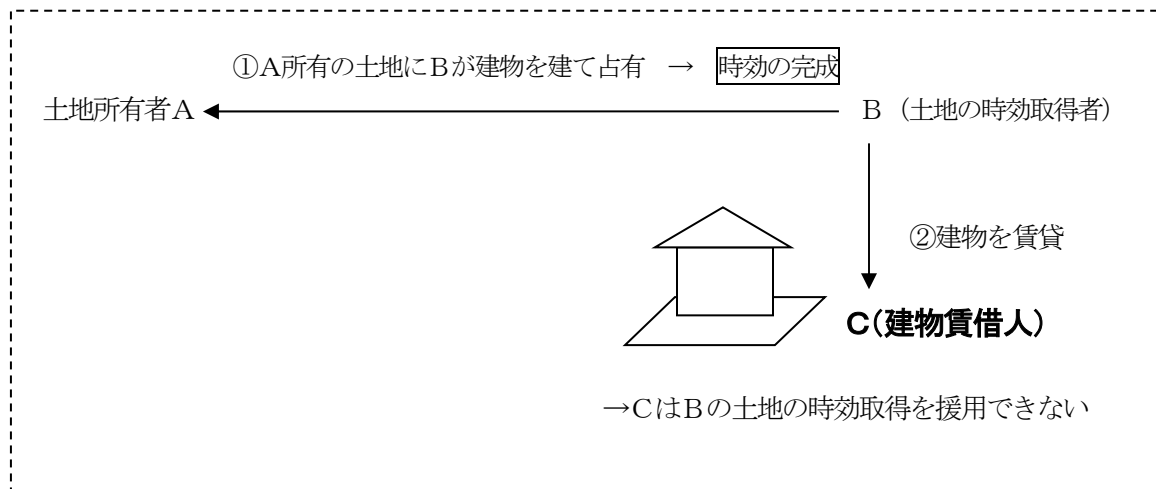 ①A所有の土地にBが建物を建て占有 → 時効の完成
土地所有者A B（土地の時効取得者）
②建物を賃貸
C（建物賃借人）
→CはBの土地の時効取得を援用できない